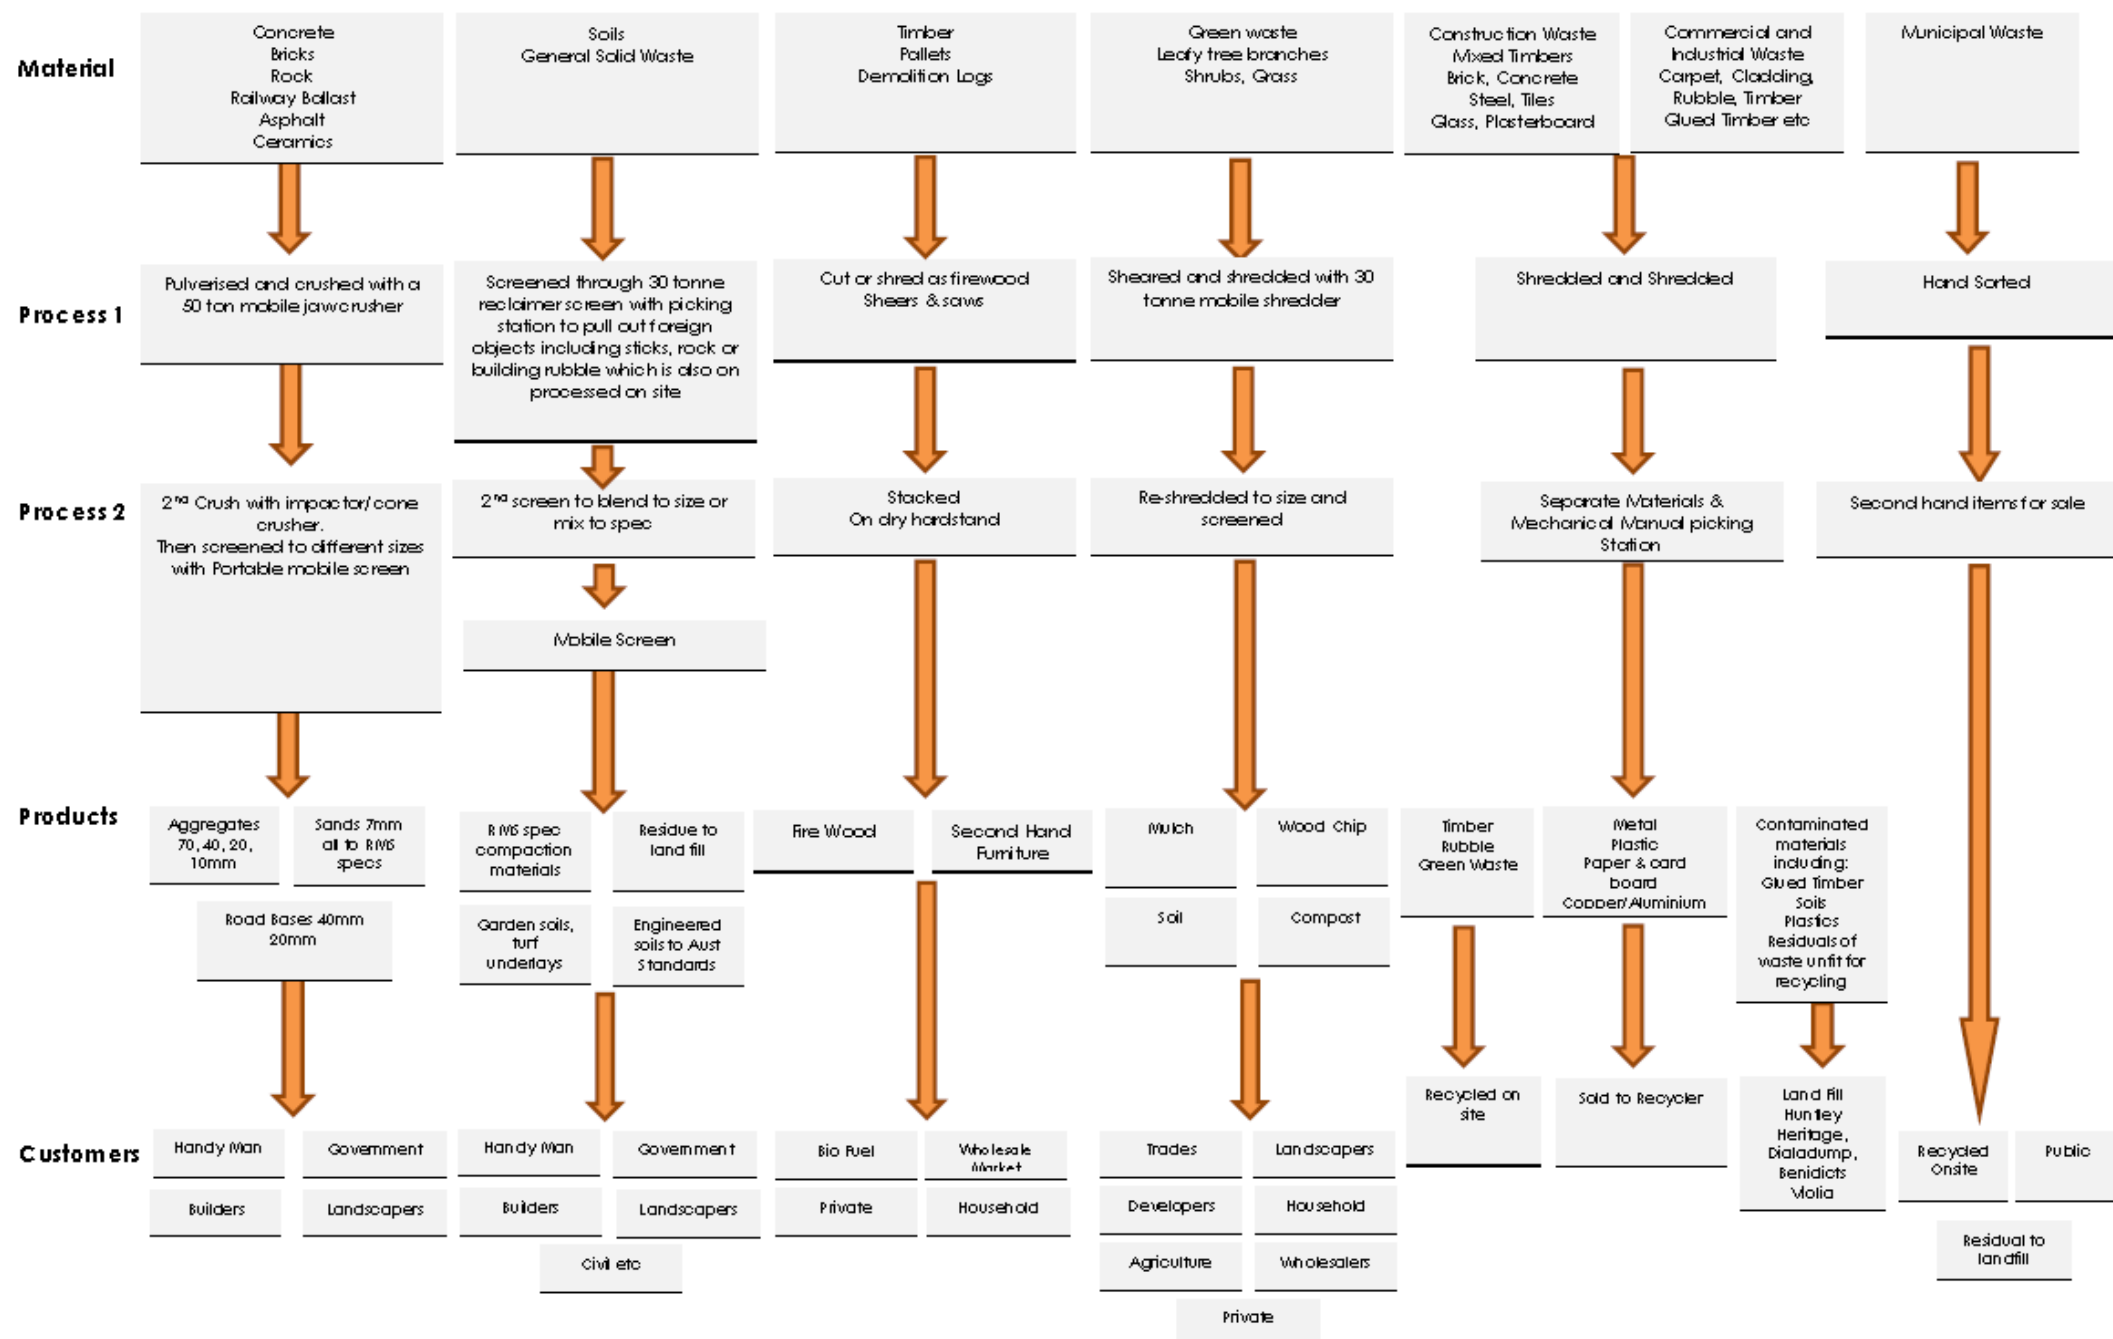 Material
Concrete
Bricks
Rock
Railway Ballast
Asphalt
Ceramics
Soils
General Solid Waste
Timber
Pallets
Demolition Logs
Green waste
Leafy tree branches
Shrubs, Grass
Construction Waste
Mixed Timbers
Brick, Concrete
Steel, Tiles
Glass, Plasterboard
Commercial and
Industrial Waste
Carpet, Cladding,
Rubble, Timber
Glued Timber etc
Municipal Waste
Process 1
Pulverised and crushed with a
50 ton mobile jawcrusher
Screened through 30 tonne
reclaimer screen with picking
station to pull out foreign
objects including sticks, rock or
building rubble which is also on
processed on site
Cut or shred as firewood
Sheers & saws
Sheared and shredded with 30
tonne mobile shredder
Shredded and Shredded
Hand Sorted
Process 2
2nd Crush with impactor/cone
crusher.
Then screened to different sizes
with Portable mobile screen
2nd screen to blend to size or
mix to spec
Mobile Screen
Stacked
On dry hardstand
Re-shredded to size and
screened
Separate Materials &
Mechanical Manual picking
Station
Second hand items for sale
Products
Aggregates
70, 40, 20,
10mm
Sands 7mm
all to RMS
specs
Road Bases 40mm
20mm
RMS spec
compaction
materials
Residue to
land fill
Garden soils,
turf
underlays
Engineered
soils to Aust
Standards
Fire Wood
Second Hand
Furniture
Mulch
Wood Chip
Soil
Compost
Timber
Rubble
Green Waste
Metal
Plastic
Paper & card
board
Copper/Aluminium
Contaminated
materials
including:
Glued Timber
Soils
Plastics
Residuals of
waste unfit for
recycling
Recycled on
site
Sold to Recycler
Land Fill
Huntley
Heritage,
Dialadump,
Benidicts
Violia
Customers
Handy Man
Government
Builders
Landscapers
Handy Man
Government
Builders
Landscapers
Civil etc
Bio Fuel
Wholesale
Market
Private
Household
Trades
Landscapers
Developers
Household
Agriculture
Wholesalers
Private
Recycled
Onsite
Public
Residual to
landfill